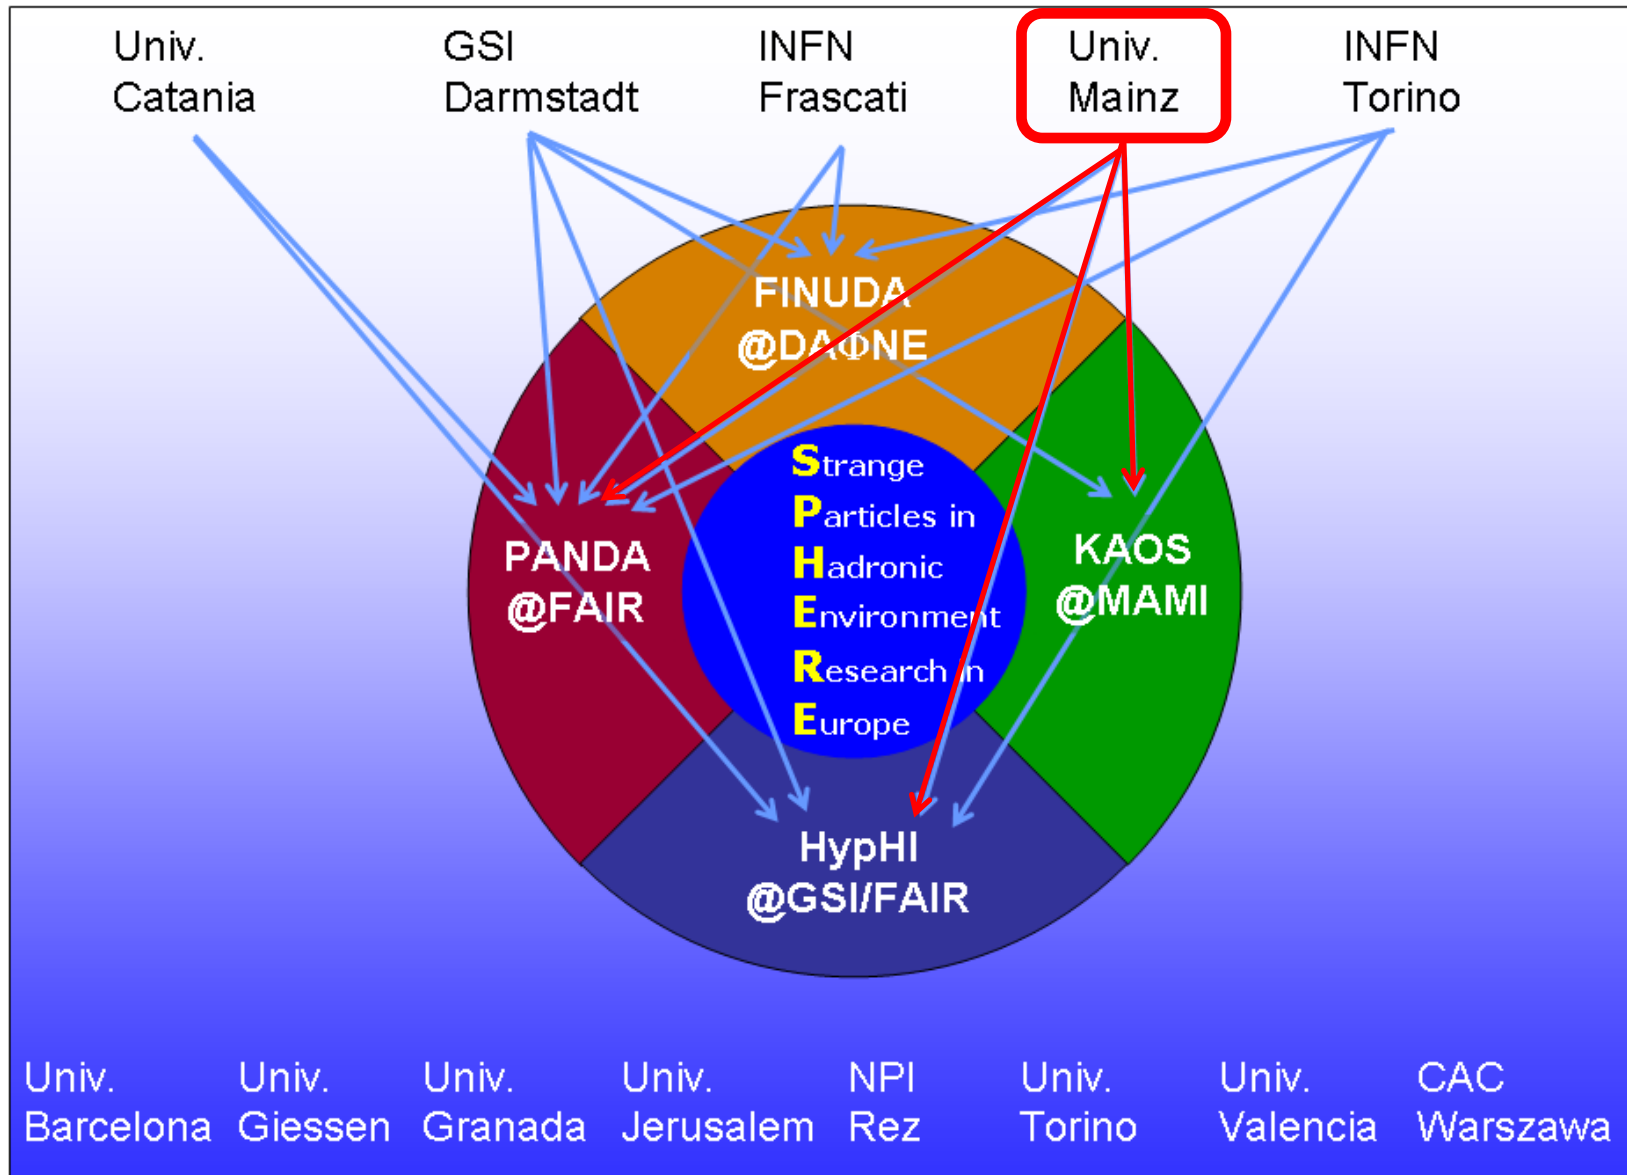 Univ.
Catania
GSI
Darmstadt
INFN
Frascati
Univ.
Mainz
INFN
Torino
FINUDA
@DAΦNE
PANDA
@FAIR
Strange
Particles in
Hadronic
Environment
Research in
Europe
KAOS
@MAMI
HypHI
@GSI/FAIR
Univ.
Barcelona
Univ.
Giessen
Univ.
Granada
Univ.
Jerusalem
NPI
Rez
Univ.
Torino
Univ.
Valencia
CAC
Warszawa